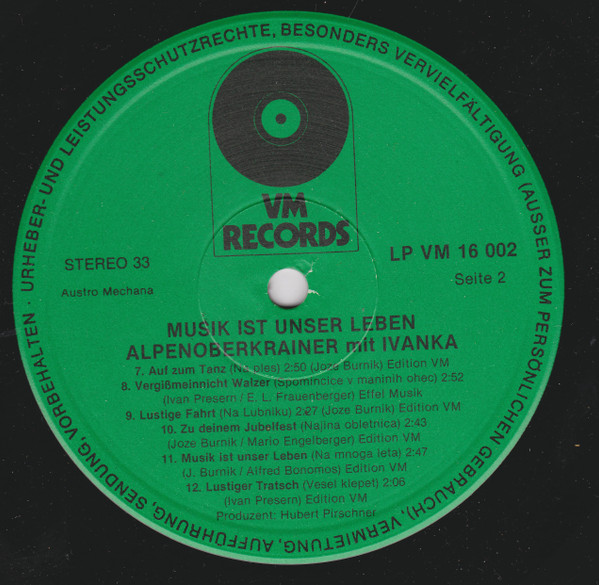 URHEBER- UND LEISTUNGSSCHUTZRECHTE, BESONDERS VERVIELFÄLTIGUNG (AUSSER ZUM PERSÖNLICHEN GEBRAUCH), VERMIETUNG, AUFFÜHRUNG, SENDUNG, VORBEHALTEN ·
VM
RECORDS
STEREO 33
Austro Mechana
LP VM 16 002
Seite 2
MUSIK IST UNSER LEBEN
ALPENOBERKRAINER mit IVANKA
7. Auf zum Tanz (Na ples) 2:50 (Joze Burnik) Edition VM
8. Vergißmeinnicht Walzer (Spomincice v maninih oheo) 2:52
(Ivan Presern / E. L. Frauenberger) Effel Musik
9. Lustige Fahrt (Na Lubniku) 2:27 (Joze Burnik) Edition VM
10. Zu deinem Jubelfest (Najina obletnica) 2:43
(Joze Burnik / Mario Engelberger) Edition VM
11. Musik ist unser Leben (Na mnoga leta) 2:47
(J. Burnik / Alfred Bonomos) Edition VM
12. Lustiger Tratsch (Vesel klepet) 2:06
(Ivan Presern) Edition VM
Produzent: Hubert Pirschner